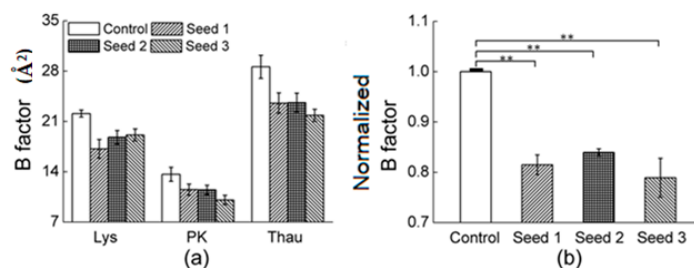 Control Seed 1
Seed 2 Seed 3
B factor (Å²)
35
28
21
14
7
Lys PK Thau
(a)
**
**
**
Normalized
B factor
1.1
1.0
0.9
0.8
0.7
Control Seed 1 Seed 2 Seed 3
(b)